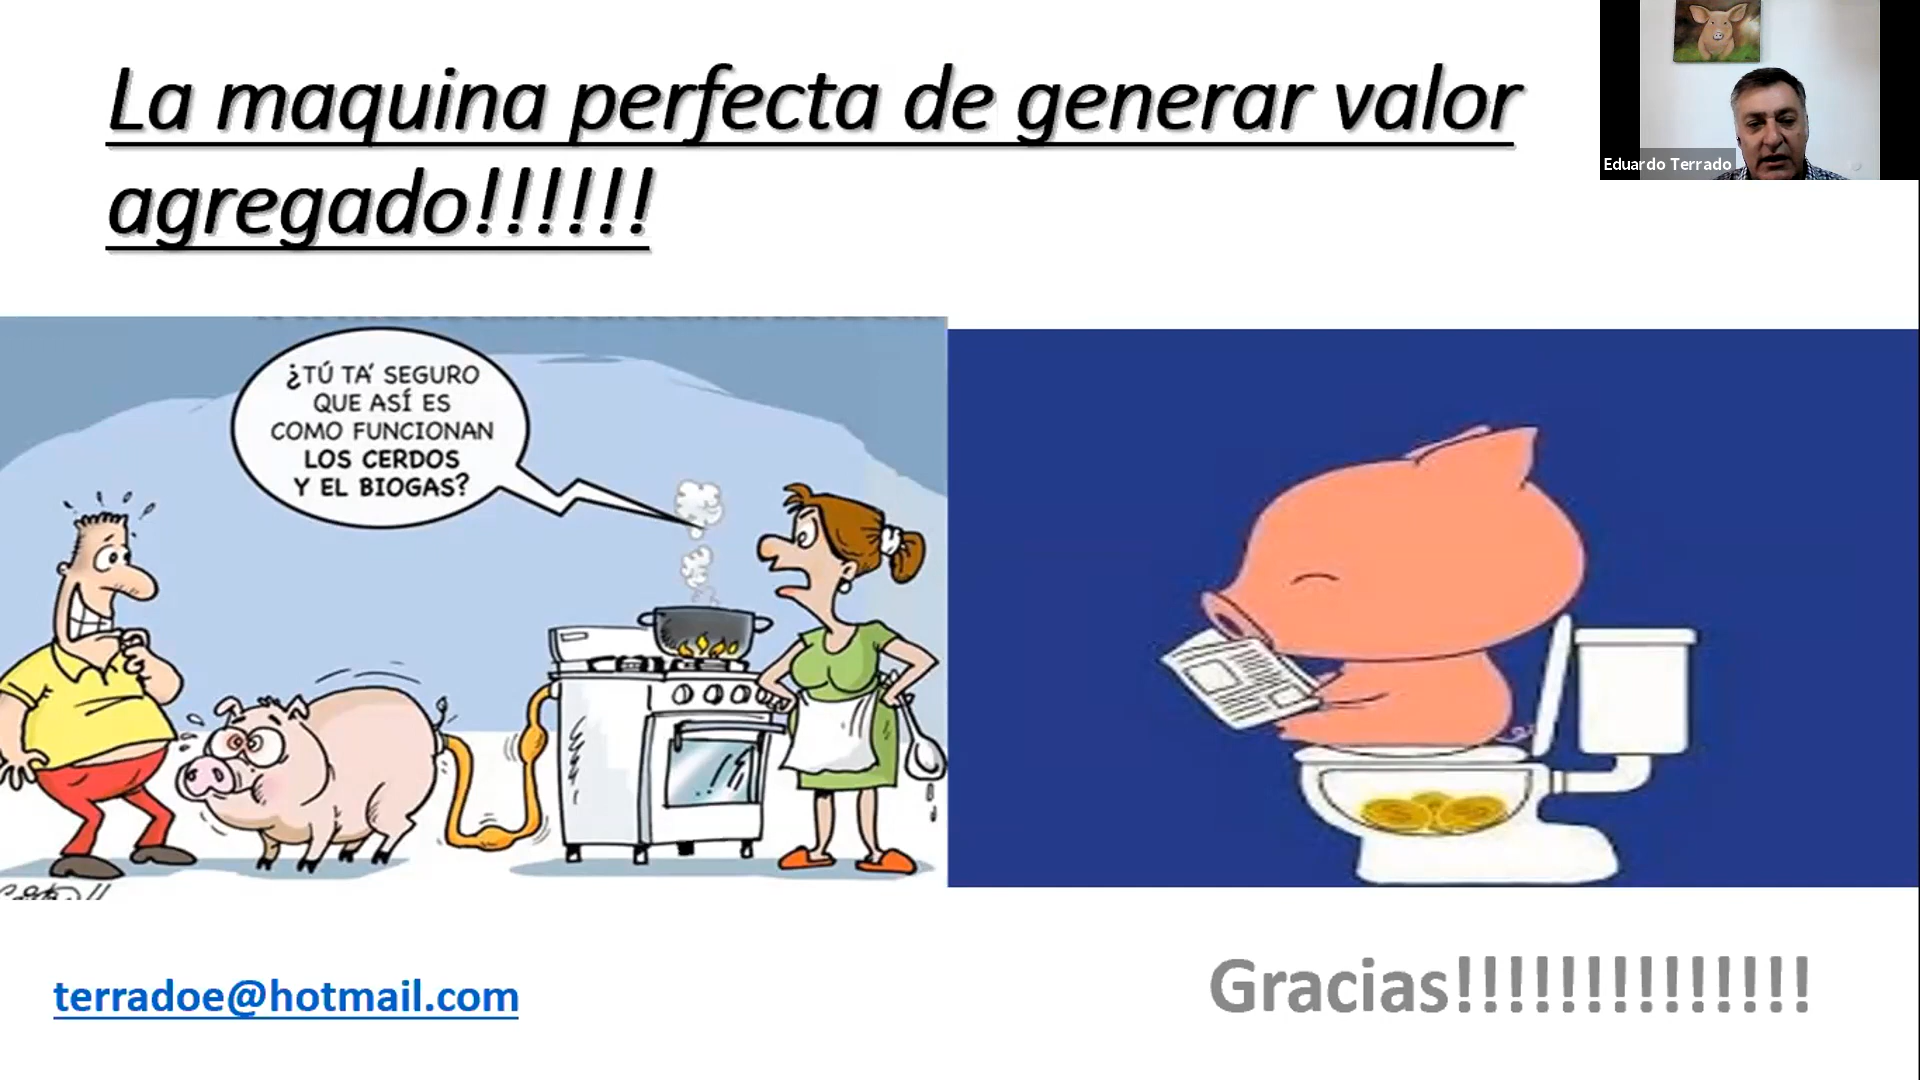 La maquina perfecta de generar valor
agregado!!!!!!
Eduardo Terrado
¿TÚ TA' SEGURO
QUE ASÍ ES
COMO FUNCIONAN
LOS CERDOS
Y EL BIOGAS?
terradoe@hotmail.com
Gracias!!!!!!!!!!!!!!